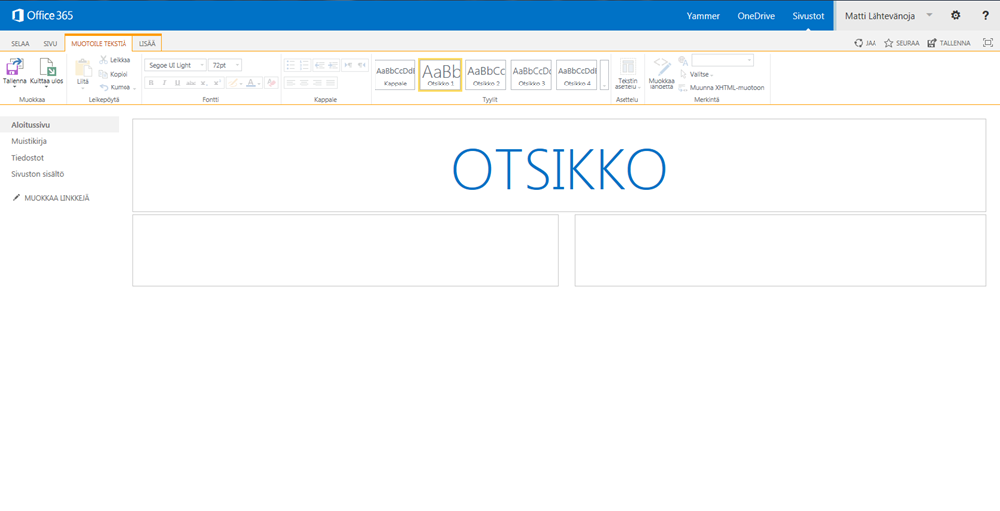 Office 365 Yammer OneDrive Sivustot Matti Lähtevänoja ?
SELAA SIVU MUOTOILE TEKSTIÄ LISÄÄ JAA SEURAA TALLENNA
Tallenna Kuittaa ulos
Muokkaa
Liitä Leikkaa
Kopioi
Kumoa
Leikepöytä
Segoe UI Light 72pt
B I U abc x₂ x² A
Fontti
Kappale
AaBbCcDdI AaBb AaBbCc AaBbCcDc AaBbCcDdI
Kappale Otsikko 1 Otsikko 2 Otsikko 3 Otsikko 4
Tyylit
Tekstin
asettelu
Asettelu
Muokkaa
lähdettä
Valitse
Muunna XHTML-muotoon
Merkintä
Aloitussivu
Muistikirja
Tiedostot
Sivuston sisältö
MUOKKAA LINKKEJÄ
OTSIKKO